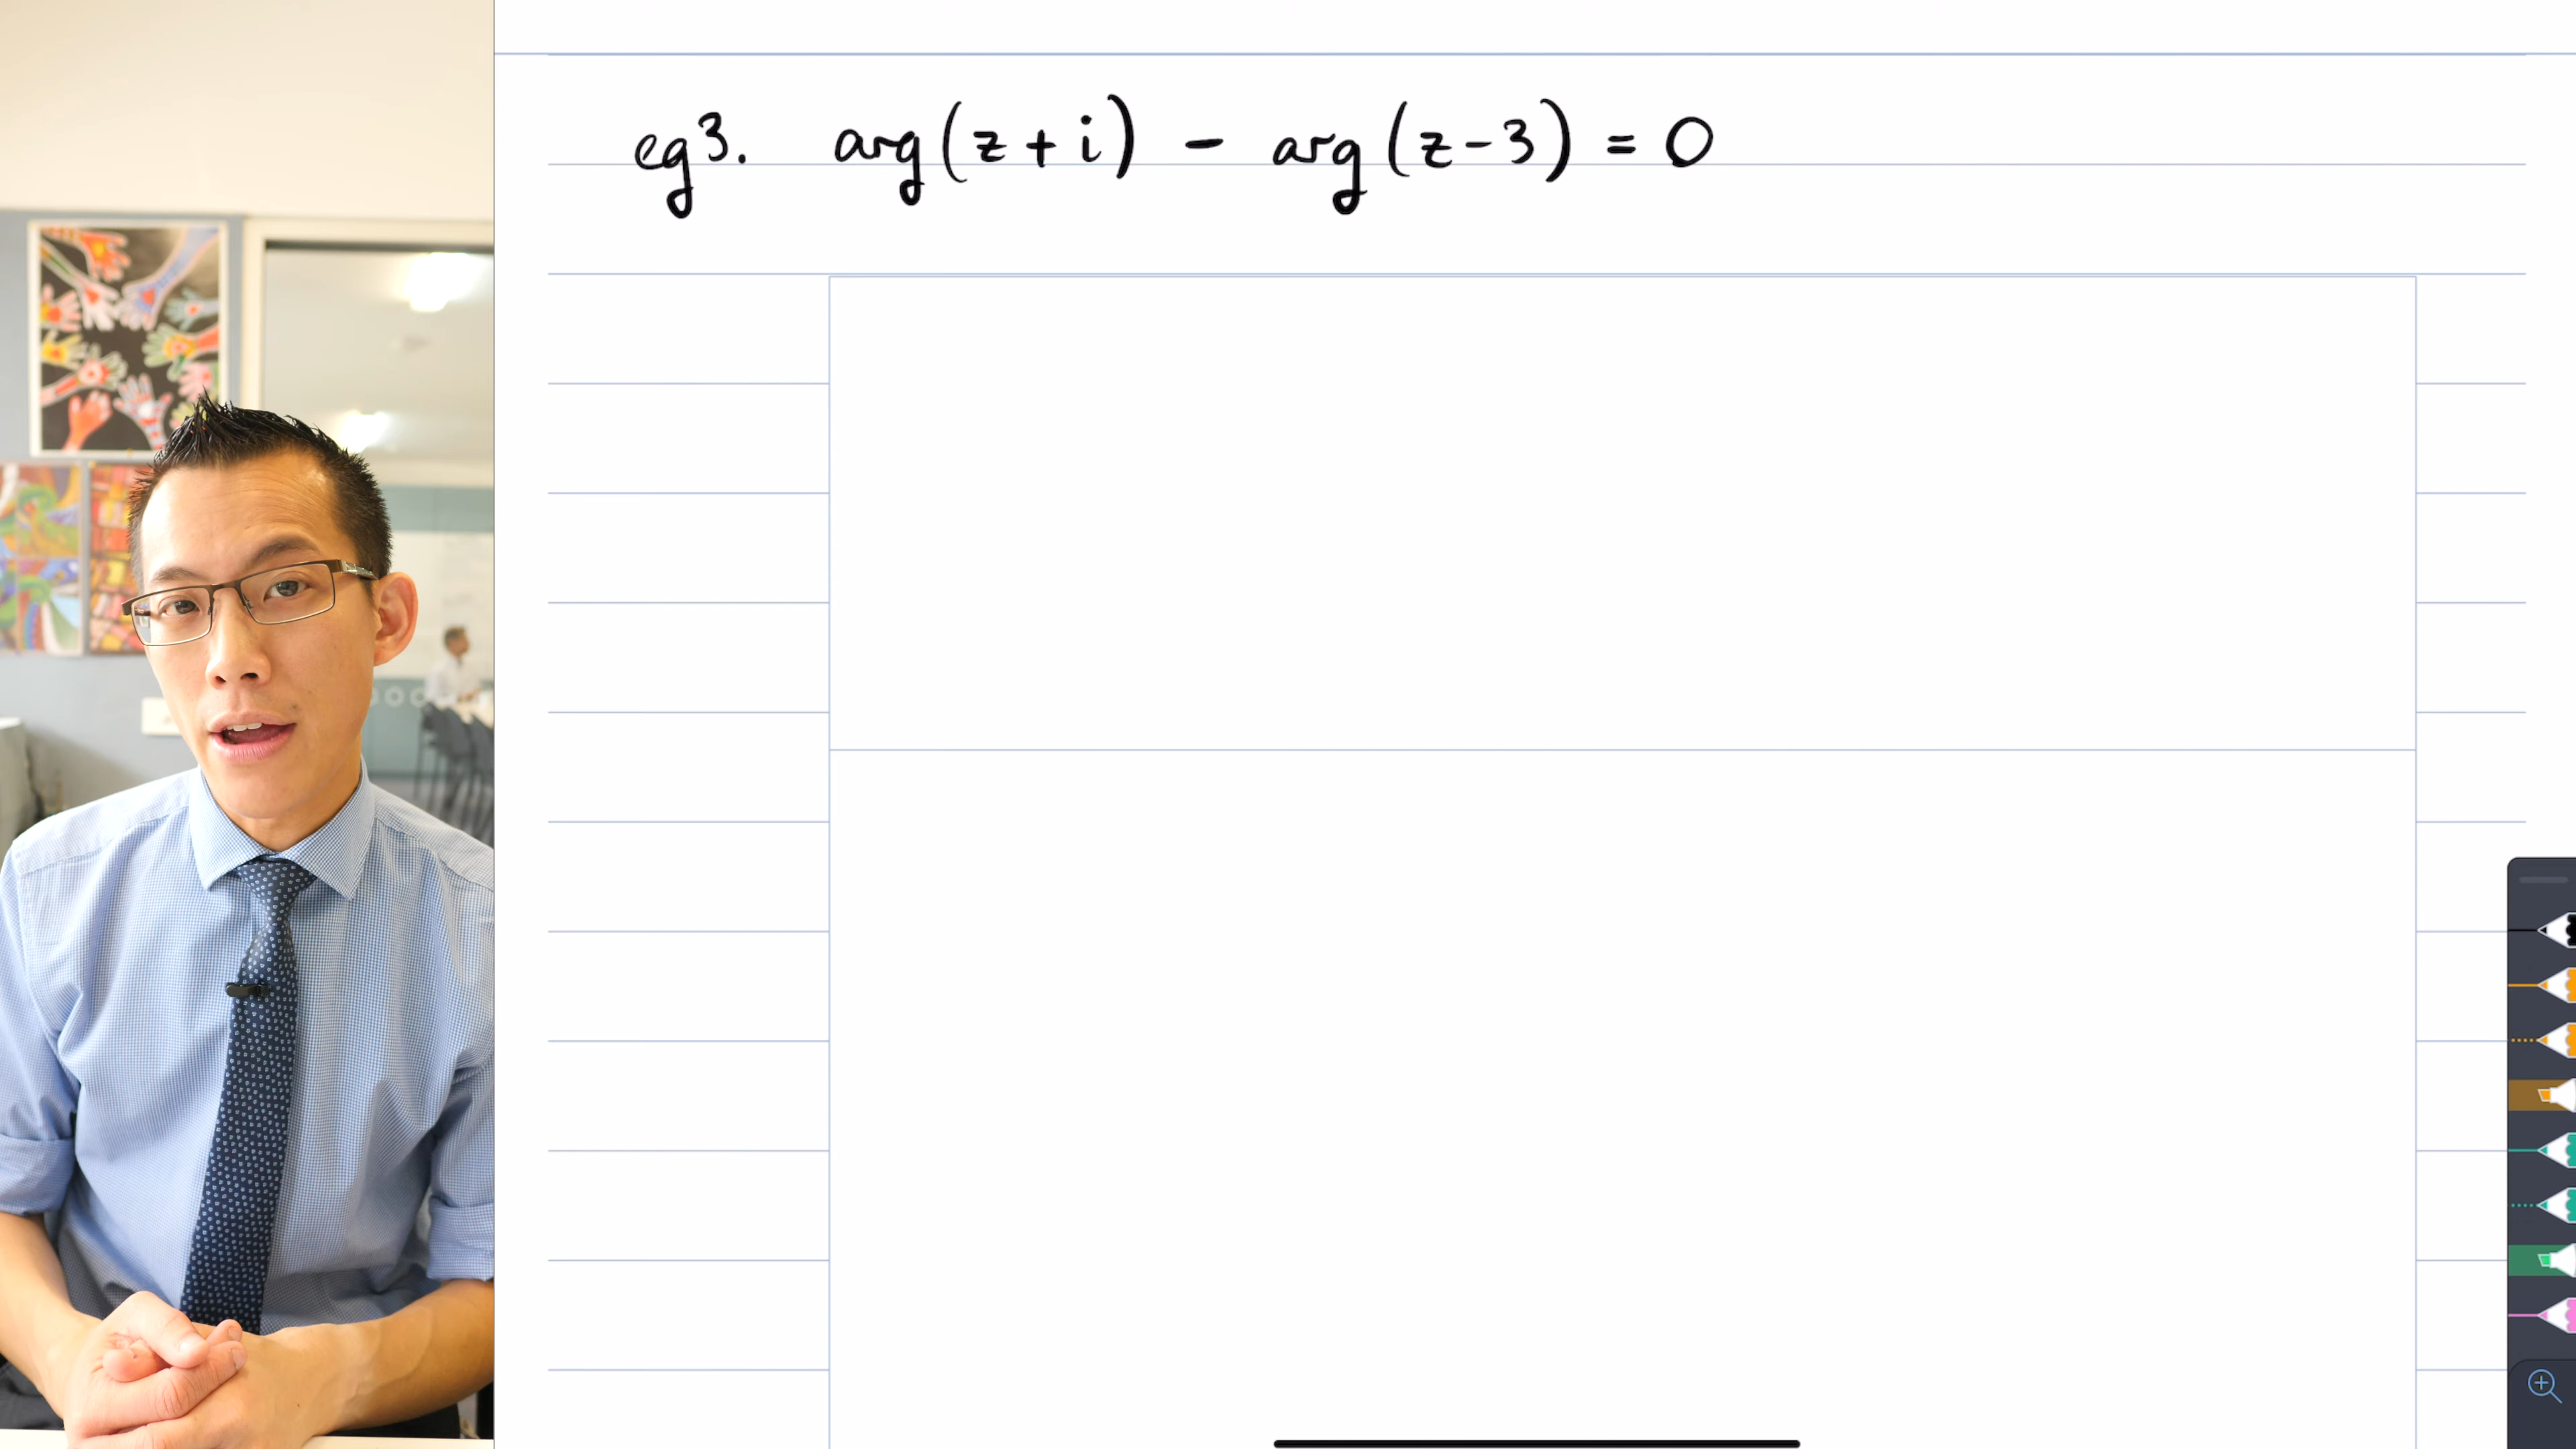 eg3. arg(z+i) - arg(z-3) = 0